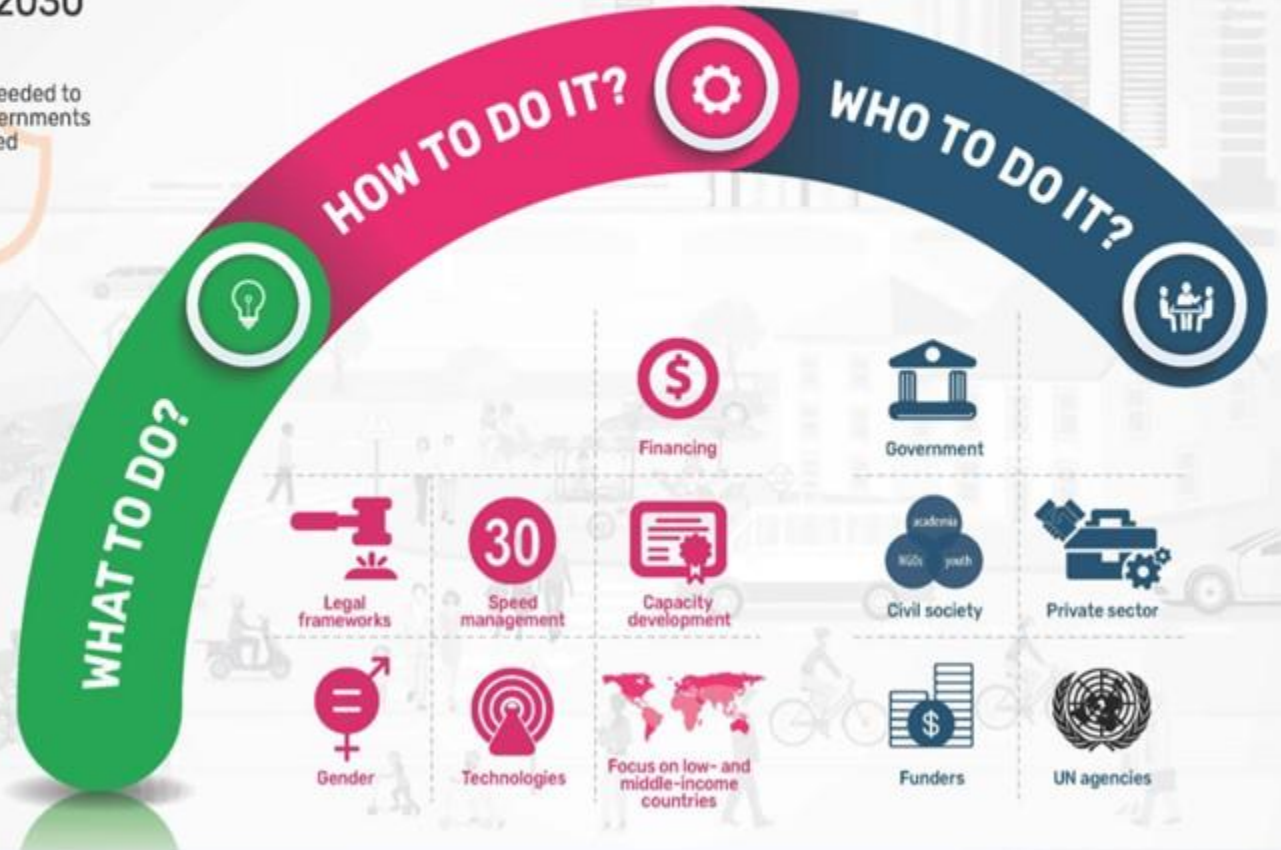 2030
eeded to
ernments
ed
WHAT TO DO?
HOW TO DO IT?
WHO TO DO IT?
$
Financing
Government
Legal
frameworks
30
Speed
management
Capacity
development
academia
NGOs youth
Civil society
Private sector
Gender
Technologies
Focus on low- and
middle-income
countries
$
Funders
UN agencies